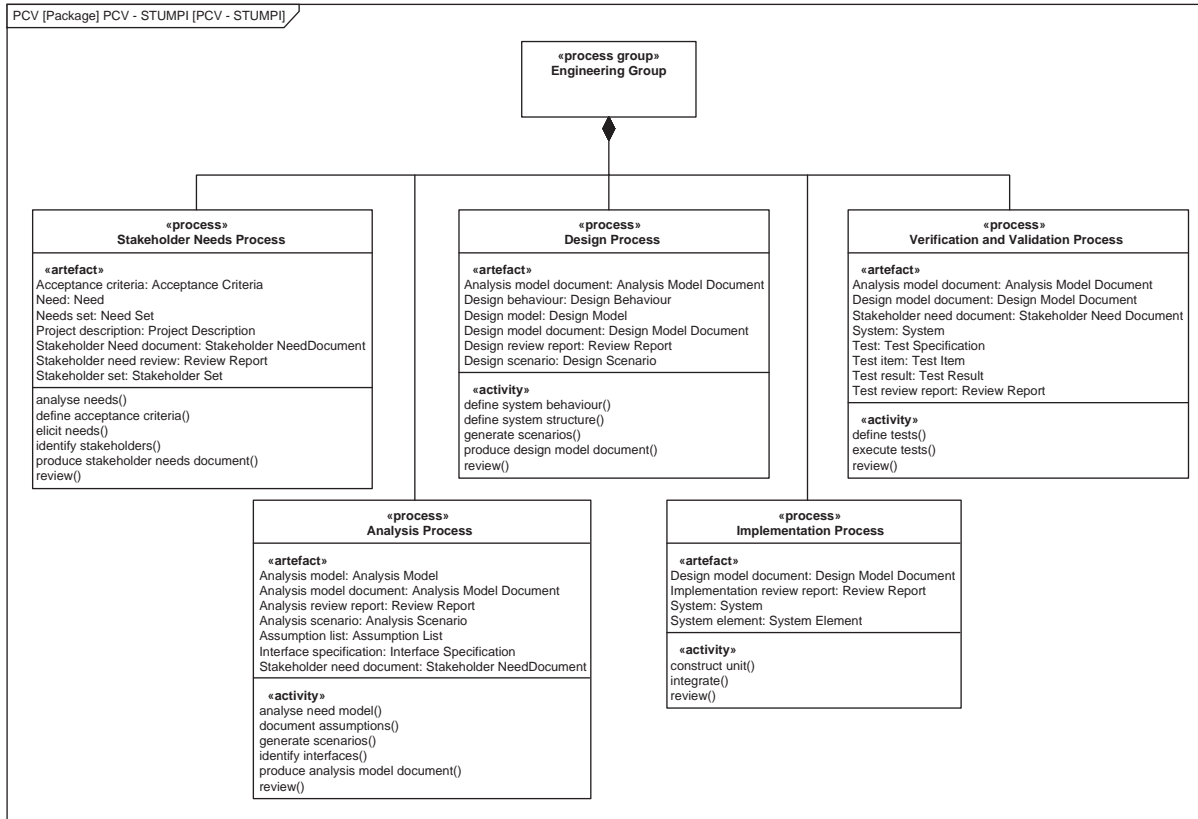 PCV [Package] PCV - STUMPI [PCV - STUMPI]
«process group»
Engineering Group
«process»
Stakeholder Needs Process
«artefact»
Acceptance criteria: Acceptance Criteria
Need: Need
Needs set: Need Set
Project description: Project Description
Stakeholder Need document: Stakeholder NeedDocument
Stakeholder need review: Review Report
Stakeholder set: Stakeholder Set
analyse needs()
define acceptance criteria()
elicit needs()
identify stakeholders()
produce stakeholder needs document()
review()
«process»
Design Process
«artefact»
Analysis model document: Analysis Model Document
Design behaviour: Design Behaviour
Design model: Design Model
Design model document: Design Model Document
Design review report: Review Report
Design scenario: Design Scenario
«activity»
define system behaviour()
define system structure()
generate scenarios()
produce design model document()
review()
«process»
Verification and Validation Process
«artefact»
Analysis model document: Analysis Model Document
Design model document: Design Model Document
Stakeholder need document: Stakeholder Need Document
System: System
Test: Test Specification
Test item: Test Item
Test result: Test Result
Test review report: Review Report
«activity»
define tests()
execute tests()
review()
«process»
Analysis Process
«artefact»
Analysis model: Analysis Model
Analysis model document: Analysis Model Document
Analysis review report: Review Report
Analysis scenario: Analysis Scenario
Assumption list: Assumption List
Interface specification: Interface Specification
Stakeholder need document: Stakeholder NeedDocument
«activity»
analyse need model()
document assumptions()
generate scenarios()
identify interfaces()
produce analysis model document()
review()
«process»
Implementation Process
«artefact»
Design model document: Design Model Document
Implementation review report: Review Report
System: System
System element: System Element
«activity»
construct unit()
integrate()
review()